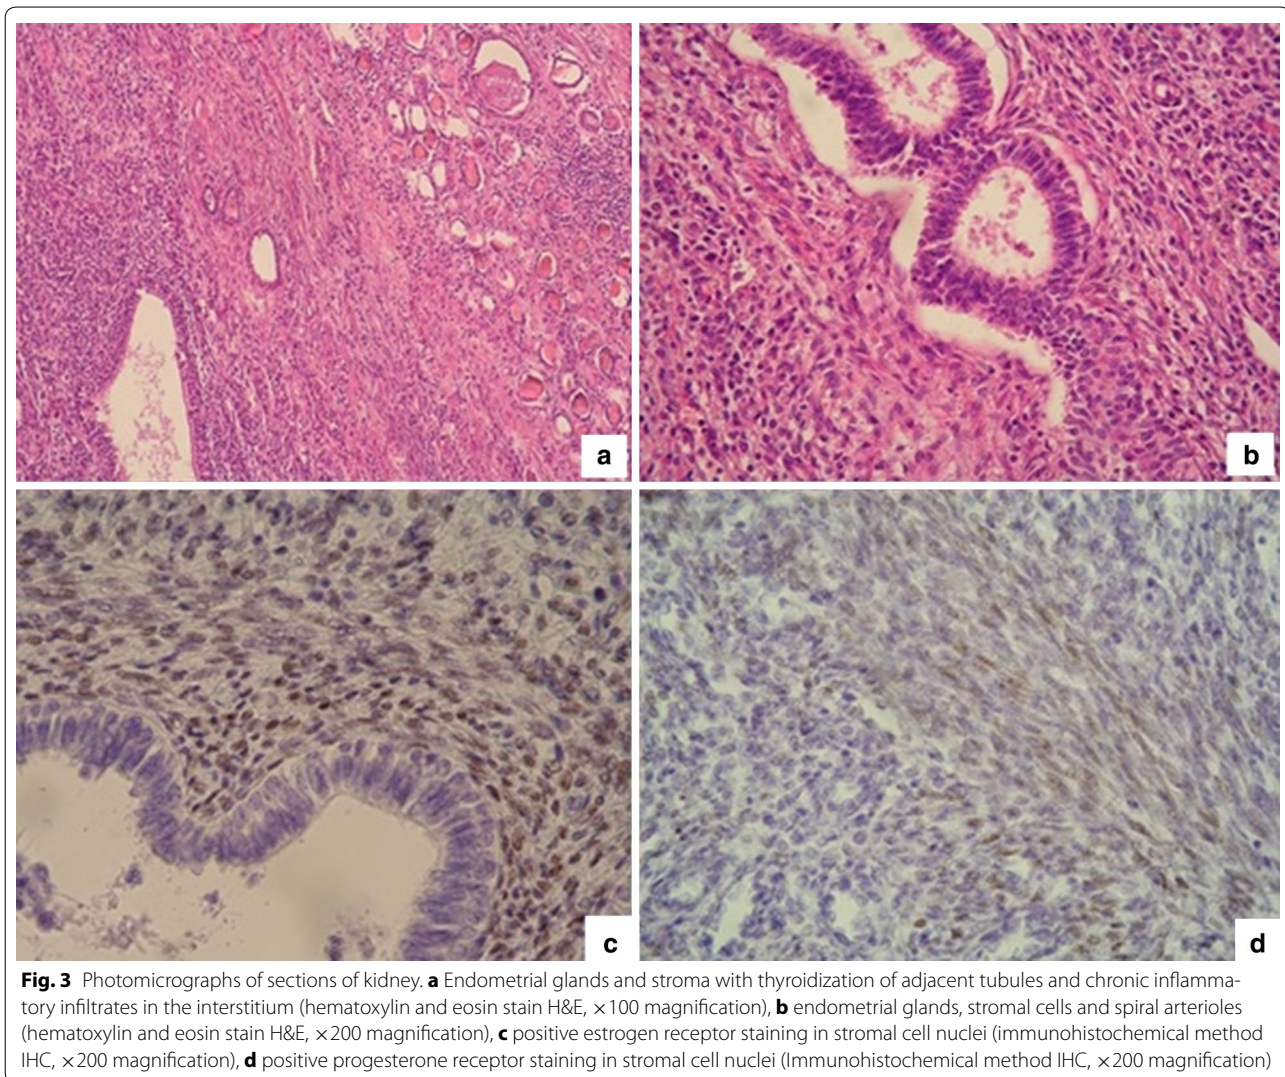 a
b
c
d
Fig. 3 Photomicrographs of sections of kidney. a Endometrial glands and stroma with thyroidization of adjacent tubules and chronic inflamma-
tory infiltrates in the interstitium (hematoxylin and eosin stain H&E, ×100 magnification), b endometrial glands, stromal cells and spiral arterioles
(hematoxylin and eosin stain H&E, ×200 magnification), c positive estrogen receptor staining in stromal cell nuclei (immunohistochemical method
IHC, ×200 magnification), d positive progesterone receptor staining in stromal cell nuclei (Immunohistochemical method IHC, ×200 magnification)